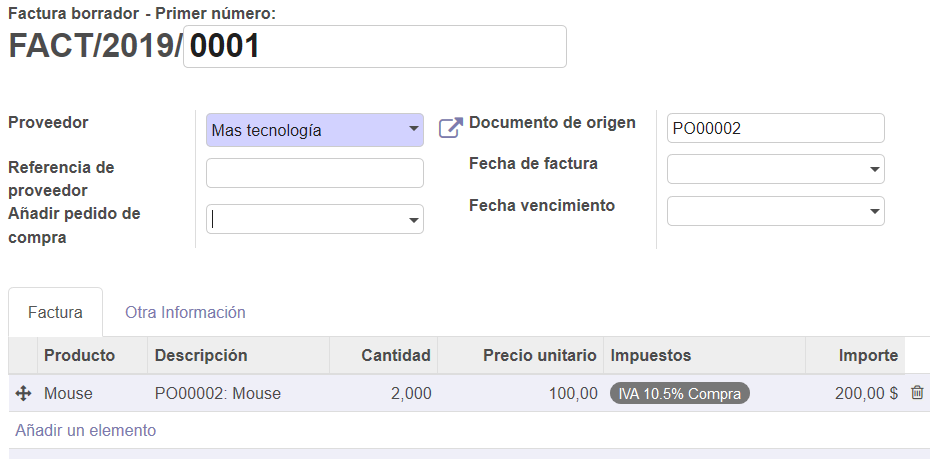 Factura borrador - Primer número:
FACT/2019/ 0001
Proveedor
Mas tecnología
Documento de origen
PO00002
Referencia de proveedor
Fecha de factura
Añadir pedido de compra
Fecha vencimiento
Factura Otra Información
Producto Descripción Cantidad Precio unitario Impuestos Importe
Mouse PO00002: Mouse 2,000 100,00 IVA 10.5% Compra 200,00 $
Añadir un elemento